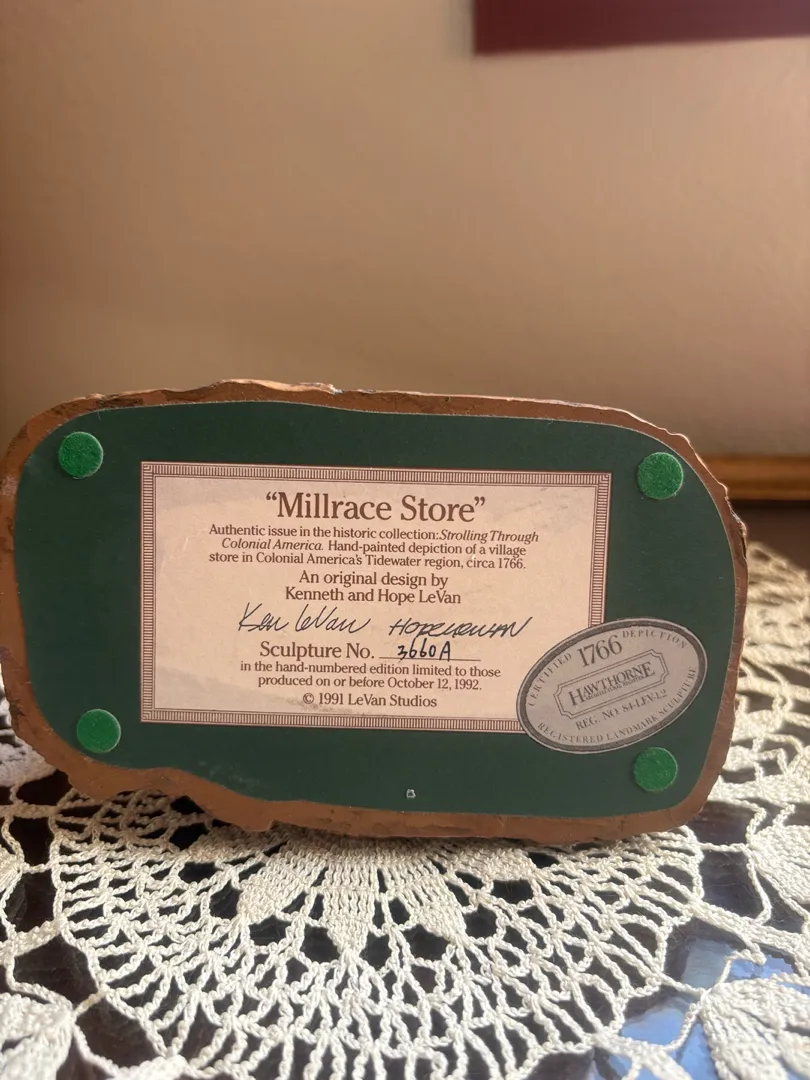 “Millrace Store”
Authentic issue in the historic collection:Strolling Through
Colonial America. Hand-painted depiction of a village
store in Colonial America's Tidewater region, circa 1766.
An original design by
Kenneth and Hope LeVan
Ken LeVan Hope LeVan
Sculpture No. 3660A
in the hand-numbered edition limited to those
produced on or before October 12, 1992.
© 1991 LeVan Studios
CERTIFIED 1766 DEPICTION
HAWTHORNE
REG. NO.
REGISTERED LANDMARK SCULPTURE